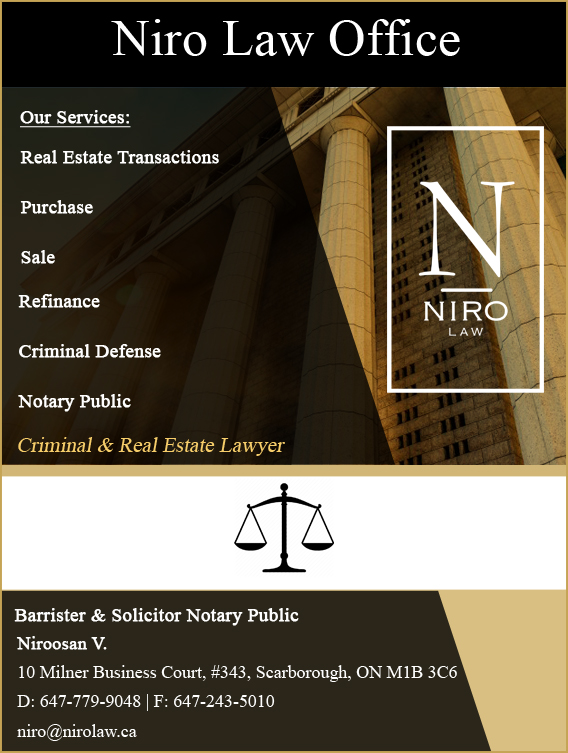 Niro Law Office
Our Services:
Real Estate Transactions
Purchase
Sale
Refinance
Criminal Defense
Notary Public
Criminal & Real Estate Lawyer
N
NIRO
LAW
Barrister & Solicitor Notary Public
Niroosan V.
10 Milner Business Court, #343, Scarborough, ON M1B 3C6
D: 647-779-9048 | F: 647-243-5010
niro@nirolaw.ca